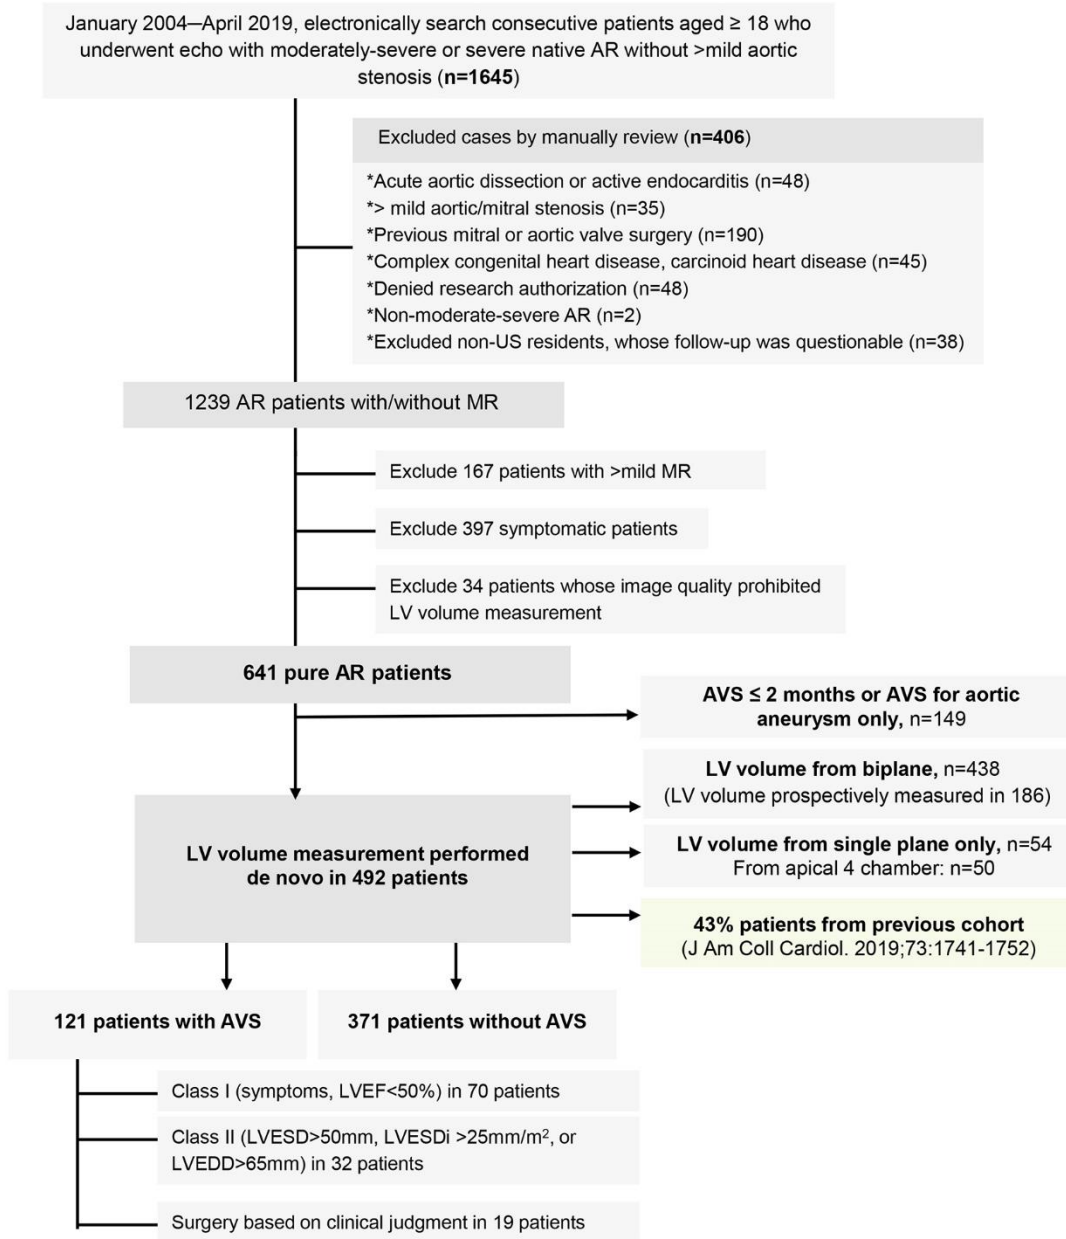 January 2004—April 2019, electronically search consecutive patients aged ≥ 18 who
underwent echo with moderately-severe or severe native AR without >mild aortic
stenosis (n=1645)
Excluded cases by manually review (n=406)
*Acute aortic dissection or active endocarditis (n=48)
*> mild aortic/mitral stenosis (n=35)
*Previous mitral or aortic valve surgery (n=190)
*Complex congenital heart disease, carcinoid heart disease (n=45)
*Denied research authorization (n=48)
*Non-moderate-severe AR (n=2)
*Excluded non-US residents, whose follow-up was questionable (n=38)
1239 AR patients with/without MR
Exclude 167 patients with >mild MR
Exclude 397 symptomatic patients
Exclude 34 patients whose image quality prohibited
LV volume measurement
641 pure AR patients
AVS ≤ 2 months or AVS for aortic
aneurysm only, n=149
LV volume from biplane, n=438
(LV volume prospectively measured in 186)
LV volume measurement performed
de novo in 492 patients
LV volume from single plane only, n=54
From apical 4 chamber: n=50
43% patients from previous cohort
(J Am Coll Cardiol. 2019;73:1741-1752)
121 patients with AVS
371 patients without AVS
Class I (symptoms, LVEF<50%) in 70 patients
Class II (LVESD>50mm, LVESDi >25mm/m², or
LVEDD>65mm) in 32 patients
Surgery based on clinical judgment in 19 patients